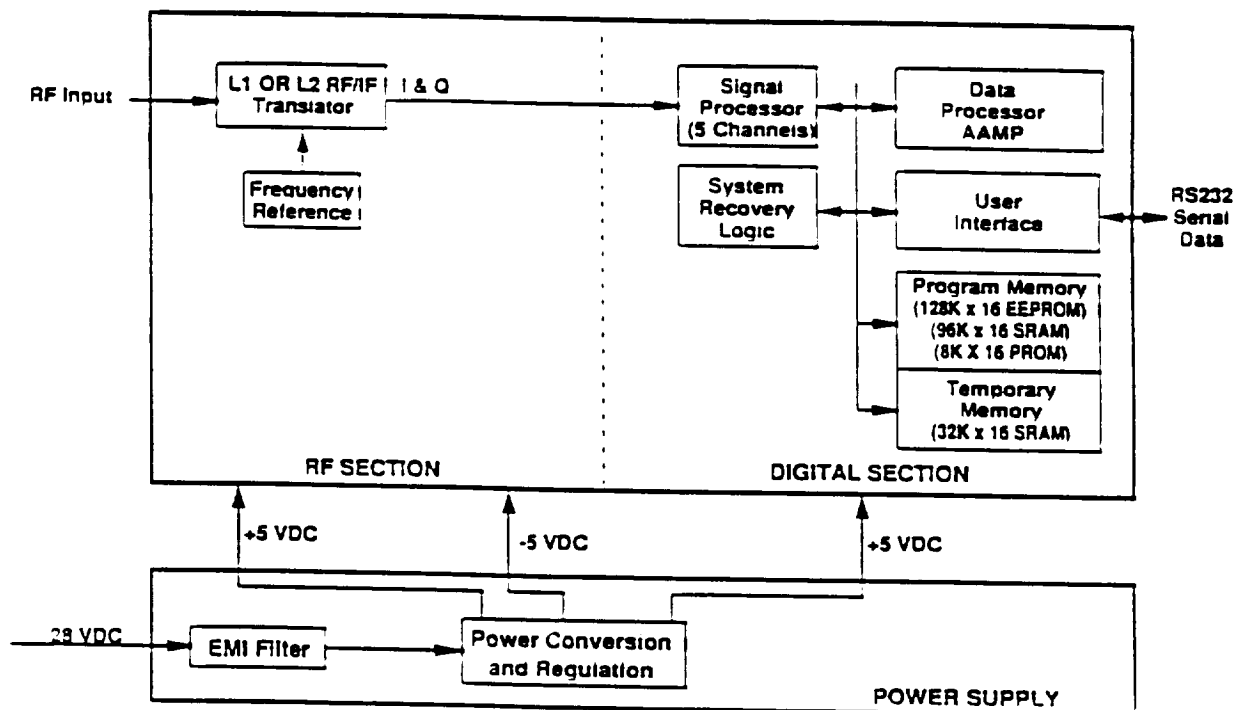 RF Input
L1 OR L2 RF/IF
Translator
I & Q
Frequency
Reference
Signal
Processor
(5 Channels)
Data
Processor
AAMP
System
Recovery
Logic
User
Interface
RS232
Serial
Data
Program Memory
(128K x 16 EEPROM)
(96K x 16 SRAM)
(8K X 16 PROM)
Temporary
Memory
(32K x 16 SRAM)
RF SECTION
DIGITAL SECTION
+5 VDC
-5 VDC
+5 VDC
28 VDC
EMI Filter
Power Conversion
and Regulation
POWER SUPPLY